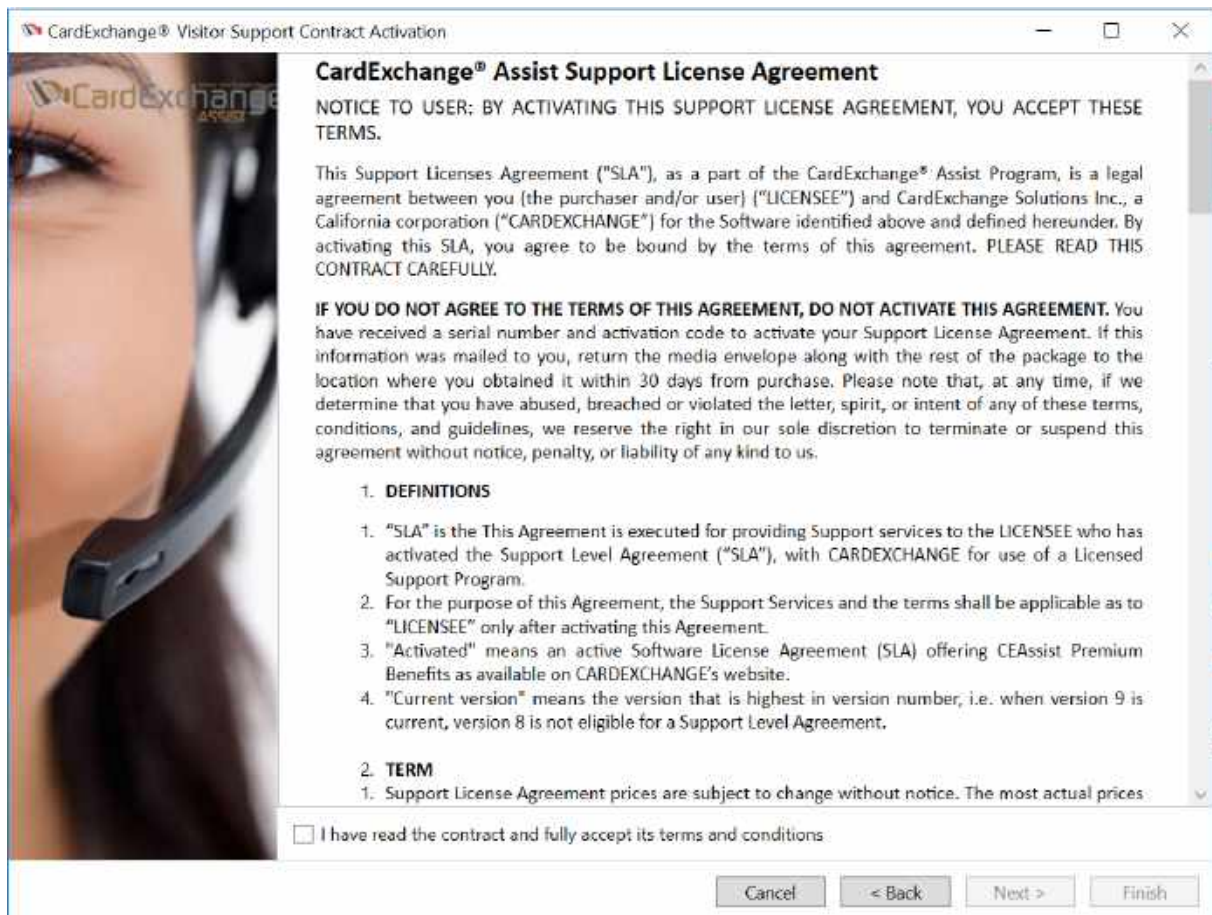 CardExchange® Visitor Support Contract Activation
CardExchange
ASSIST
CardExchange® Assist Support License Agreement
NOTICE TO USER: BY ACTIVATING THIS SUPPORT LICENSE AGREEMENT, YOU ACCEPT THESE
TERMS.
This Support Licenses Agreement ("SLA"), as a part of the CardExchange® Assist Program, is a legal
agreement between you (the purchaser and/or user) ("LICENSEE") and CardExchange Solutions Inc., a
California corporation ("CARDEXCHANGE") for the Software identified above and defined hereunder. By
activating this SLA, you agree to be bound by the terms of this agreement. PLEASE READ THIS
CONTRACT CAREFULLY.
IF YOU DO NOT AGREE TO THE TERMS OF THIS AGREEMENT, DO NOT ACTIVATE THIS AGREEMENT. You
have received a serial number and activation code to activate your Support License Agreement. If this
information was mailed to you, return the media envelope along with the rest of the package to the
location where you obtained it within 30 days from purchase. Please note that, at any time, if we
determine that you have abused, breached or violated the letter, spirit, or intent of any of these terms,
conditions, and guidelines, we reserve the right in our sole discretion to terminate or suspend this
agreement without notice, penalty, or liability of any kind to us.
1. DEFINITIONS
1. "SLA" is the This Agreement is executed for providing Support services to the LICENSEE who has
activated the Support Level Agreement ("SLA"), with CARDEXCHANGE for use of a Licensed
Support Program.
2. For the purpose of this Agreement, the Support Services and the terms shall be applicable as to
"LICENSEE" only after activating this Agreement.
3. "Activated" means an active Software License Agreement (SLA) offering CEAssist Premium
Benefits as available on CARDEXCHANGE's website.
4. "Current version" means the version that is highest in version number, i.e. when version 9 is
current, version 8 is not eligible for a Support Level Agreement.
2. TERM
1. Support License Agreement prices are subject to change without notice. The most actual prices
I have read the contract and fully accept its terms and conditions
Cancel
< Back
Next >
Finish